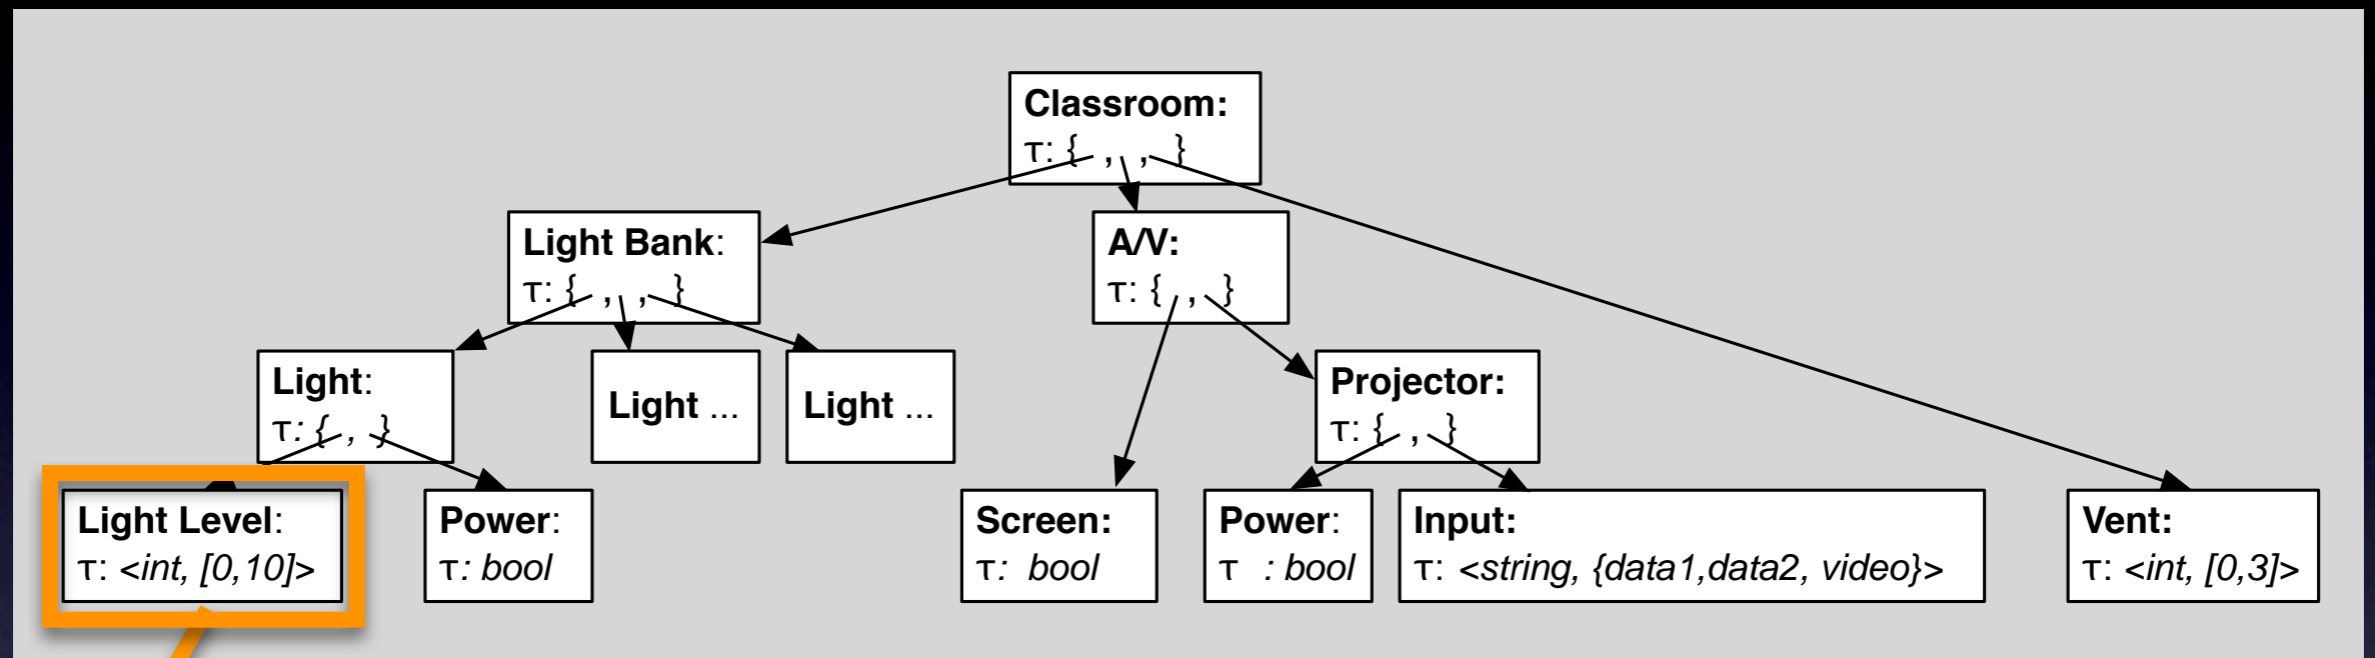 Classroom:
τ: { , , }
Light Bank:
τ: { , , }
A/V:
τ: { , }
Light:
τ: { , }
Light ...
Light ...
Projector:
τ: { , }
Light Level:
τ: <int, [0,10]>
Power:
τ: bool
Screen:
τ: bool
Power:
τ : bool
Input:
τ: <string, {data1,data2, video}>
Vent:
τ: <int, [0,3]>